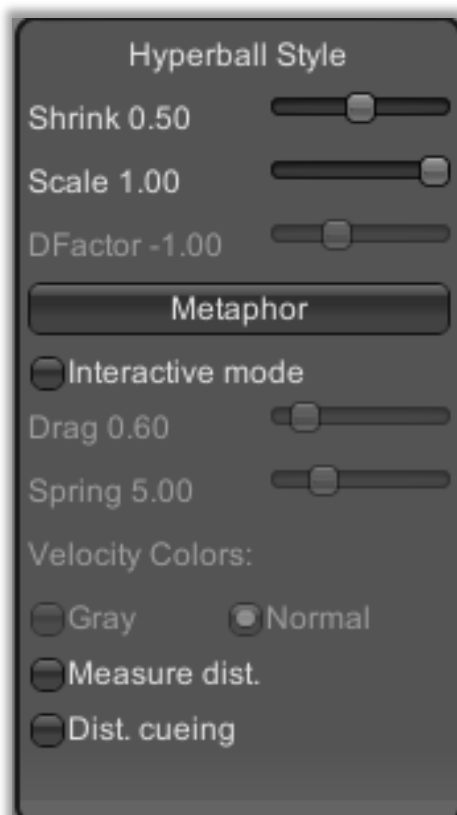 Hyperball Style
Shrink 0.50
Scale 1.00
DFactor -1.00
Metaphor
Interactive mode
Drag 0.60
Spring 5.00
Velocity Colors:
Gray Normal
Measure dist.
Dist. cueing